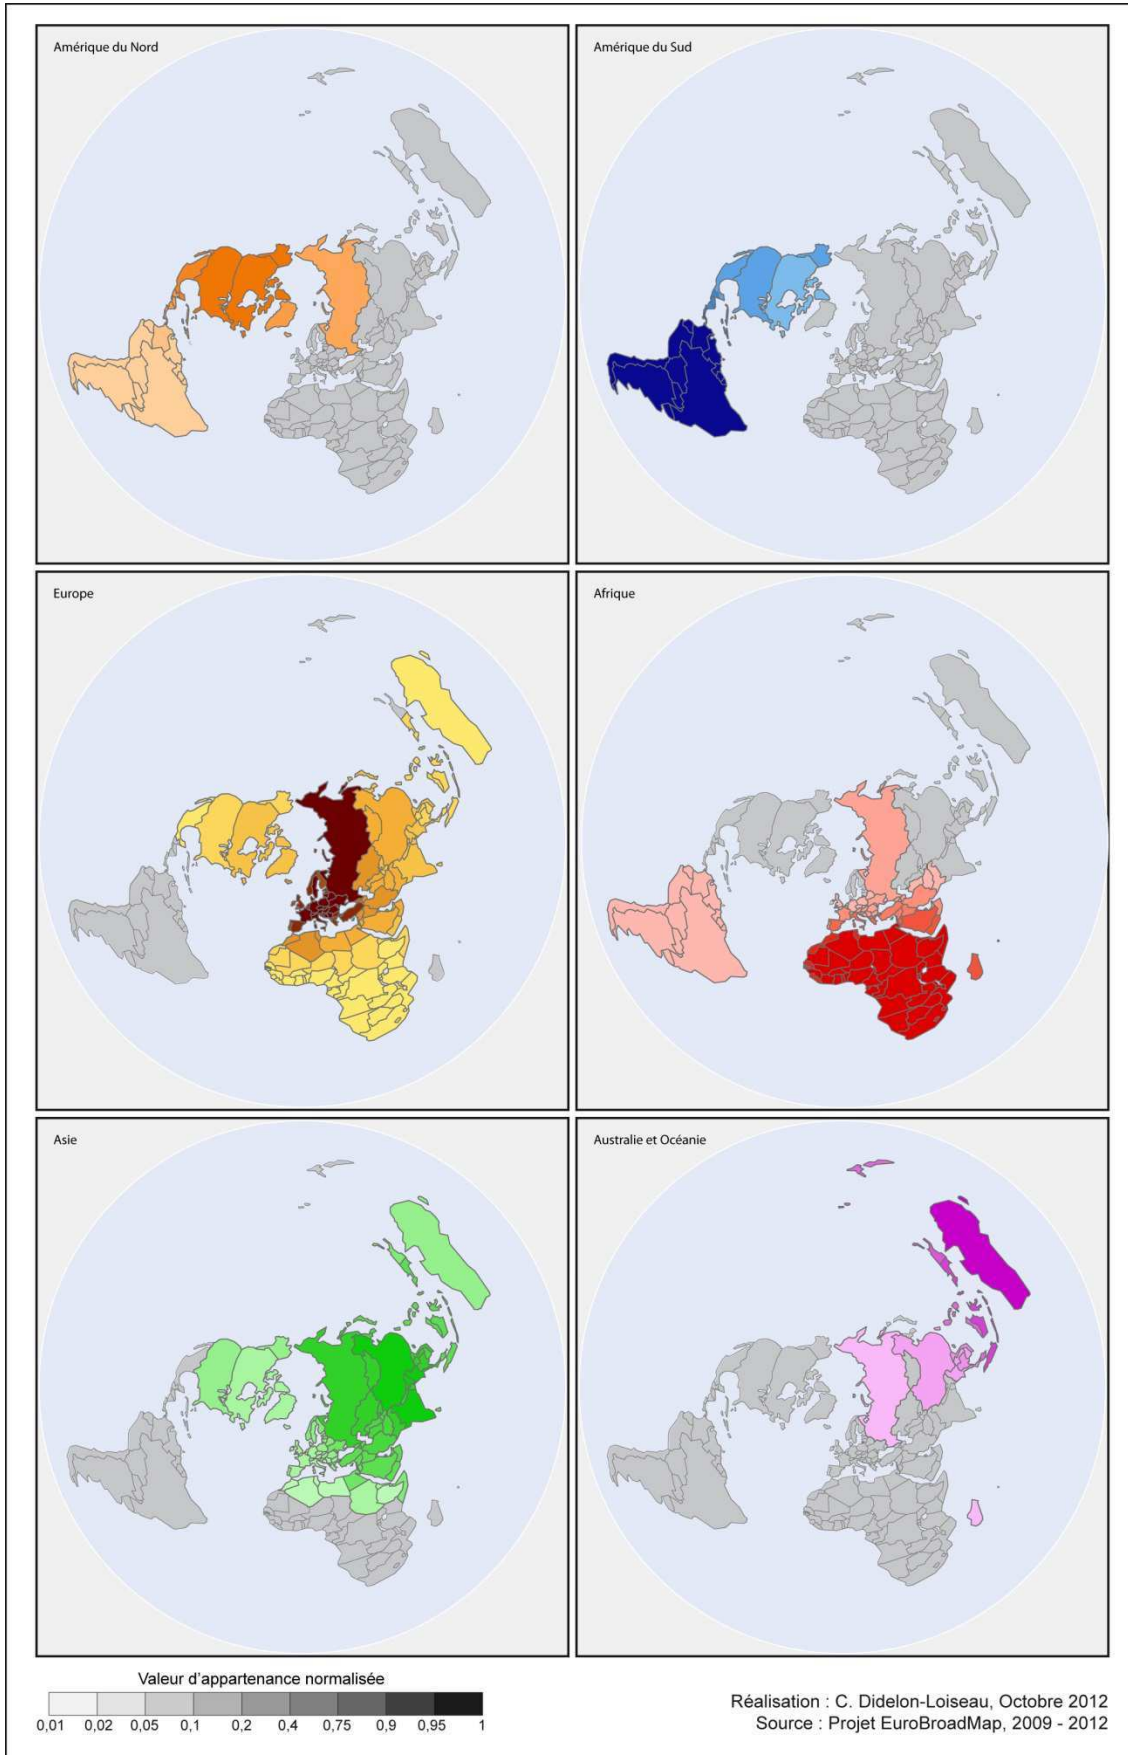 Amérique du Nord
Amérique du Sud
Europe
Afrique
Asie
Australie et Océanie
Valeur d'appartenance normalisée
0,01 0,02 0,05 0,1 0,2 0,4 0,75 0,9 0,95 1
Réalisation : C. Didelon-Loiseau, Octobre 2012
Source : Projet EuroBroadMap, 2009 - 2012